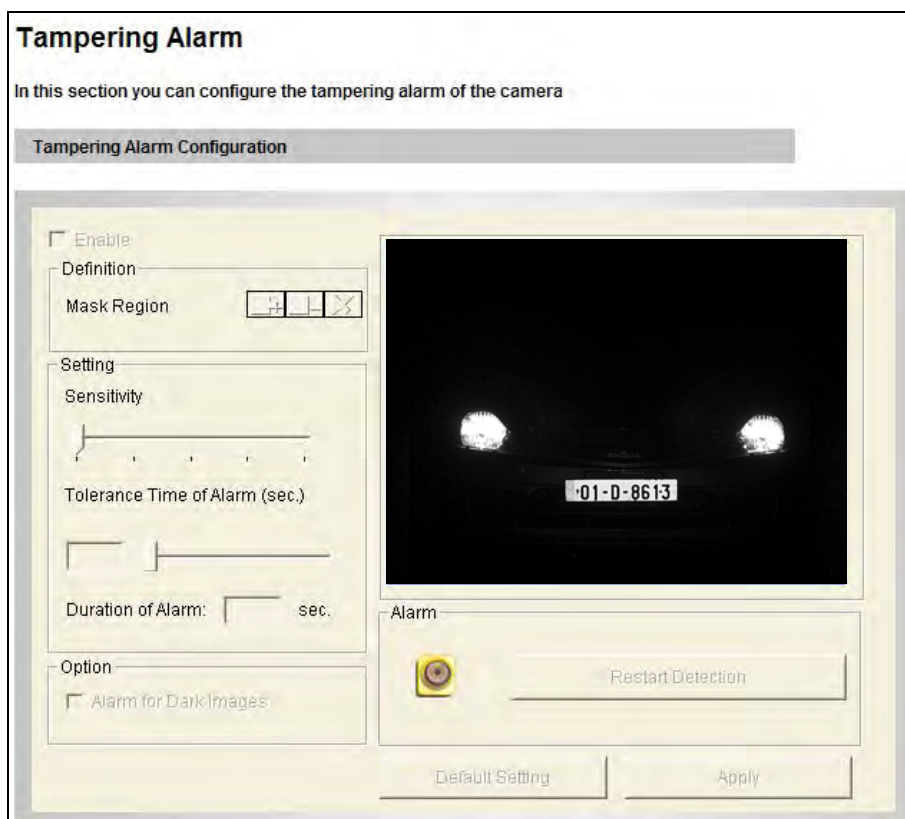 Tampering Alarm
In this section you can configure the tampering alarm of the camera
Tampering Alarm Configuration
Enable
Definition
Mask Region
Setting
Sensitivity
Tolerance Time of Alarm (sec.)
Duration of Alarm: sec.
Option
Alarm for Dark Images
01-D-8613
Alarm
Restart Detection
Default Setting
Apply